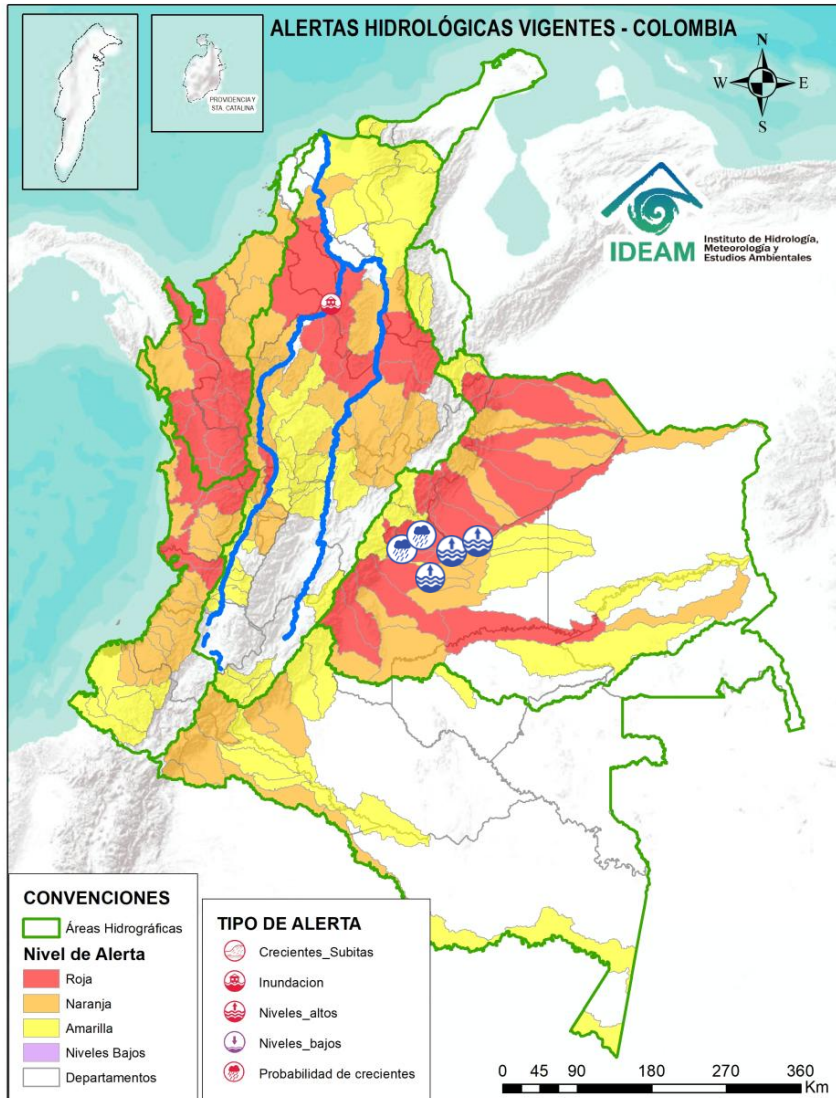 ALERTAS HIDROLÓGICAS VIGENTES - COLOMBIA
PROVIDENCIA Y
STA. CATALINA
N
W
E
S
IDEAM
Instituto de Hidrología,
Meteorología y
Estudios Ambientales
CONVENCIONES
Áreas Hidrográficas
Nivel de Alerta
Roja
Naranja
Amarilla
Niveles Bajos
Departamentos
TIPO DE ALERTA
Crecientes_Subitas
Inundacion
Niveles_altos
Niveles_bajos
Probabilidad de crecientes
0 45 90 180 270 360
Km